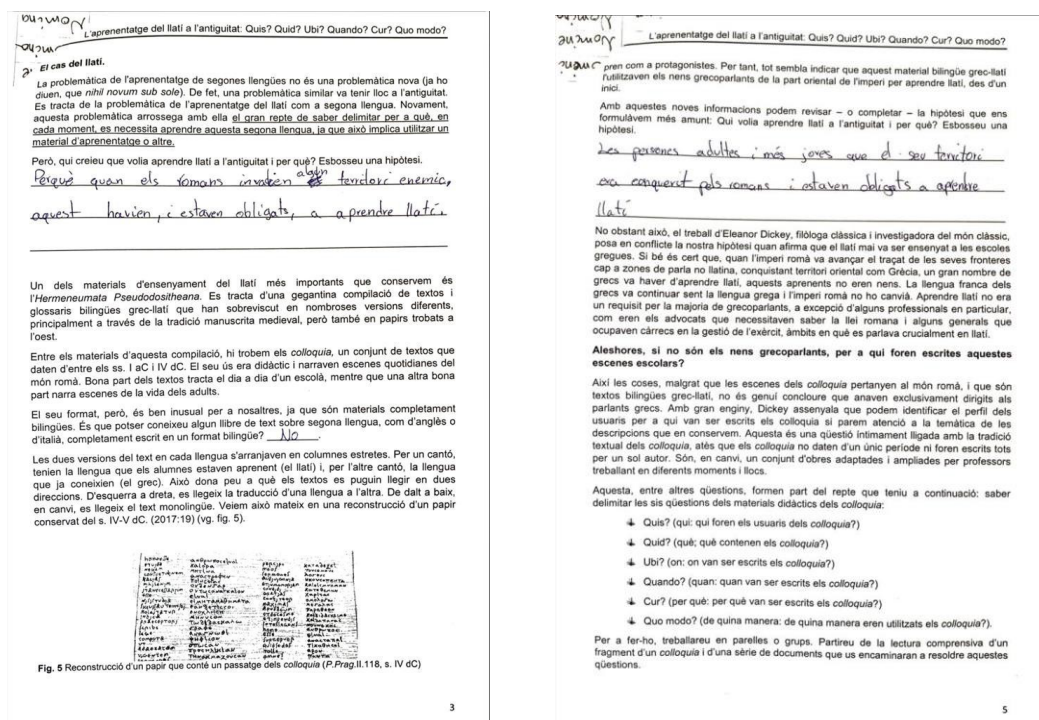 Nomina
L'aprenentatge del llatí a l'antiguitat: Quis? Quid? Ubi? Quando? Cur? Quo modo?
El cas del llatí.
La problemàtica de l'aprenentatge de segones llengües no és una problemàtica nova (ja ho
diuen, que nihil novum sub sole). De fet, una problemàtica similar va tenir lloc a l'antiguitat.
Es tracta de la problemàtica de l'aprenentatge del llatí com a segona llengua. Novament,
aquesta problemàtica arrossega amb ella el gran repte de saber delimitar per a què, en
cada moment, es necessita aprendre aquesta segona llengua, ja que això implica utilitzar un
material d'aprenentatge o altre.
Però, qui creieu que volia aprendre llatí a l'antiguitat i per què? Esbosseu una hipòtesi.
Perquè quan els romans invadien algun territori enemic,
aquest havien, i estaven obligats, a aprendre llatí.
Un dels materials d'ensenyament del llatí més importants que conservem és
l'Hermeneumata Pseudodositheana. Es tracta d'una gegantina compilació de textos i
glossaris bilingües grec-llatí que han sobreviscut en nombroses versions diferents,
principalment a través de la tradició manuscrita medieval, però també en papirs trobats a
l'oest.
Entre els materials d'aquesta compilació, hi trobem els colloquia, un conjunt de textos que
daten d'entre els ss. I aC i IV dC. El seu ús era didàctic i narraven escenes quotidianes del
món romà. Bona part dels textos tracta el dia a dia d'un escolà, mentre que una altra bona
part narra escenes de la vida dels adults.
El seu format, però, és ben inusual per a nosaltres, ja que són materials completament
bilingües. És que potser coneixeu algun llibre de text sobre segona llengua, com d'anglès o
d'italià, completament escrit en un format bilingüe? No.
Les dues versions del text en cada llengua s'arranjaven en columnes estretes. Per un cantó,
tenien la llengua que els alumnes estaven aprenent (el llatí) i, per l'altre cantó, la llengua
que ja coneixien (el grec). Això dona peu a què els textos es puguin llegir en dues
direccions. D'esquerra a dreta, es llegeix la traducció d'una llengua a l'altra. De dalt a baix,
en canvi, es llegeix el text monolingüe. Veiem això mateix en una reconstrucció d'un papir
conservat del s. IV-V dC. (2017:19) (vg. fig. 5).
Fig. 5 Reconstrucció d'un papir que conté un passatge dels colloquia (P.Prag.II.118, s. IV dC)
3
Nomine
L'aprenentatge del llatí a l'antiguitat: Quis? Quid? Ubi? Quando? Cur? Quo modo?
pren com a protagonistes. Per tant, tot sembla indicar que aquest material bilingüe grec-llatí
l'utilitzaven els nens grecoparlants de la part oriental de l'imperi per aprendre llatí, des d'un
inici.
Amb aquestes noves informacions podem revisar – o completar – la hipòtesi que ens
formulàvem més amunt: Qui volia aprendre llatí a l'antiguitat i per què? Esbosseu una
hipòtesi.
Les persones adultes i més joves que el seu territori
era conquerit pels romans i estaven obligats a aprendre
llatí
No obstant això, el treball d'Eleanor Dickey, filòloga clàssica i investigadora del món clàssic,
posa en conflicte la nostra hipòtesi quan afirma que el llatí mai va ser ensenyat a les escoles
gregues. Si bé és cert que, quan l'imperi romà va avançar el traçat de les seves fronteres
cap a zones de parla no llatina, conquistant territori oriental com Grècia, un gran nombre de
grecs va haver d'aprendre llatí, aquests aprenents no eren nens. La llengua franca dels
grecs va continuar sent la llengua grega i l'imperi romà no ho canvià. Aprendre llatí no era
un requisit per la majoria de grecoparlants, a excepció d'alguns professionals en particular,
com eren els advocats que necessitaven saber la llei romana i alguns generals que
ocupaven càrrecs en la gestió de l'exèrcit, àmbits en què es parlava crucialment en llatí.
Aleshores, si no són els nens grecoparlants, per a qui foren escrites aquestes
escenes escolars?
Així les coses, malgrat que les escenes dels colloquia pertanyen al món romà, i que són
textos bilingües grec-llatí, no és genuí concloure que anaven exclusivament dirigits als
parlants grecs. Amb gran enginy, Dickey assenyala que podem identificar el perfil dels
usuaris per a qui van ser escrits els colloquia si parem atenció a la temàtica de les
descripcions que en conservem. Aquesta és una qüestió íntimament lligada amb la tradició
textual dels colloquia, atès que els colloquia no daten d'un únic període ni foren escrits tots
per un sol autor. Són, en canvi, un conjunt d'obres adaptades i ampliades per professors
treballant en diferents moments i llocs.
Aquesta, entre altres qüestions, formen part del repte que teniu a continuació: saber
delimitar les sis qüestions dels materials didàctics dels colloquia:
Quis? (qui: qui foren els usuaris dels colloquia?)
Quid? (què: què contenen els colloquia?)
Ubi? (on: on van ser escrits els colloquia?)
Quando? (quan: quan van ser escrits els colloquia?)
Cur? (per què: per què van ser escrits els colloquia?)
Quo modo? (de quina manera: de quina manera eren utilitzats els colloquia?).
Per a fer-ho, treballareu en parelles o grups. Partireu de la lectura comprensiva d'un
fragment d'un colloquia i d'una sèrie de documents que us encaminaran a resoldre aquestes
qüestions.
5